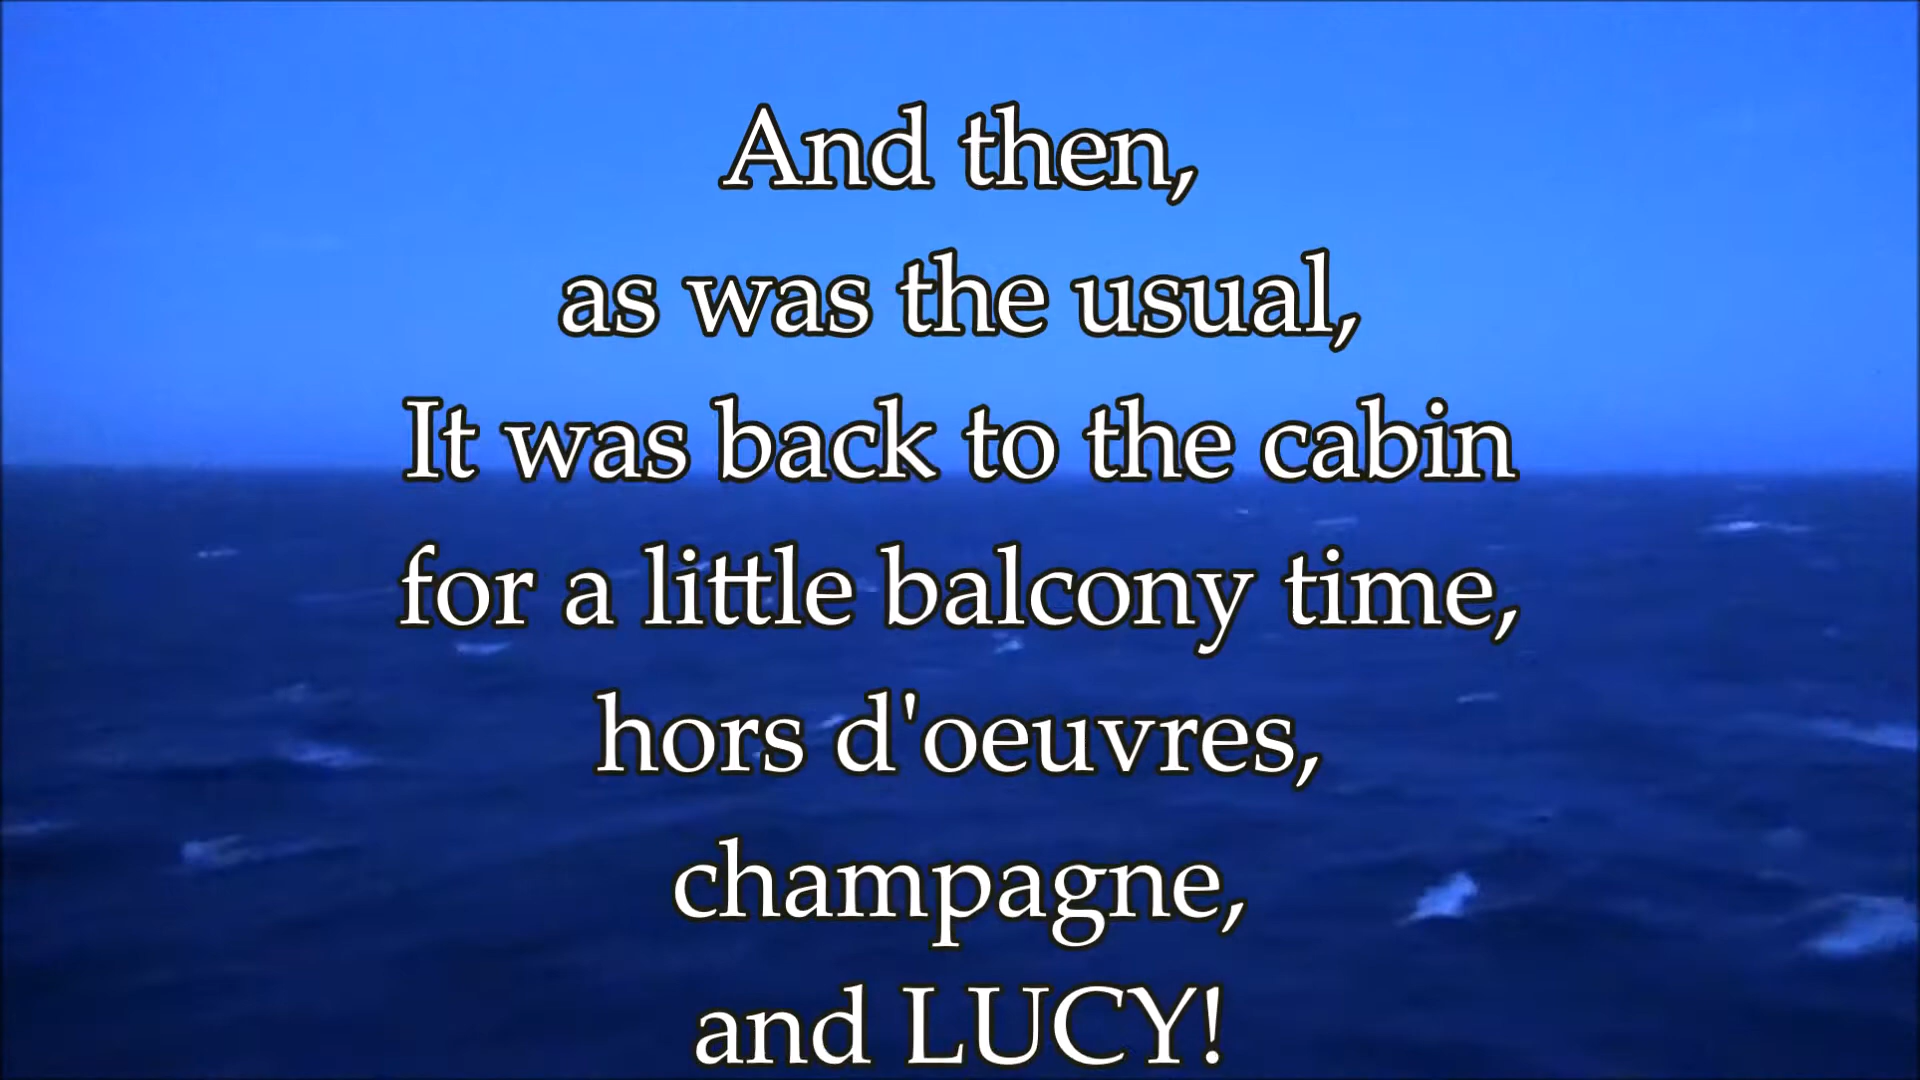 And then,
as was the usual,
It was back to the cabin
for a little balcony time,
hors d'oeuvres,
champagne,
and LUCY!